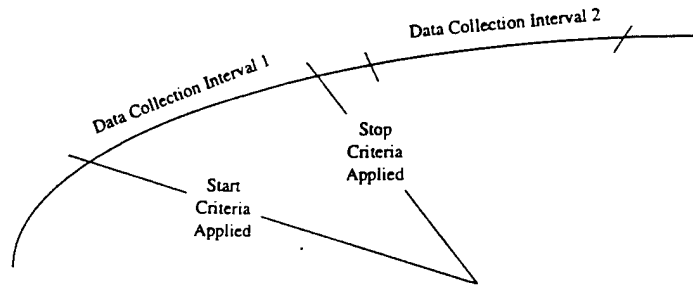 Data Collection Interval 1
Data Collection Interval 2
Stop
Criteria
Applied
Start
Criteria
Applied